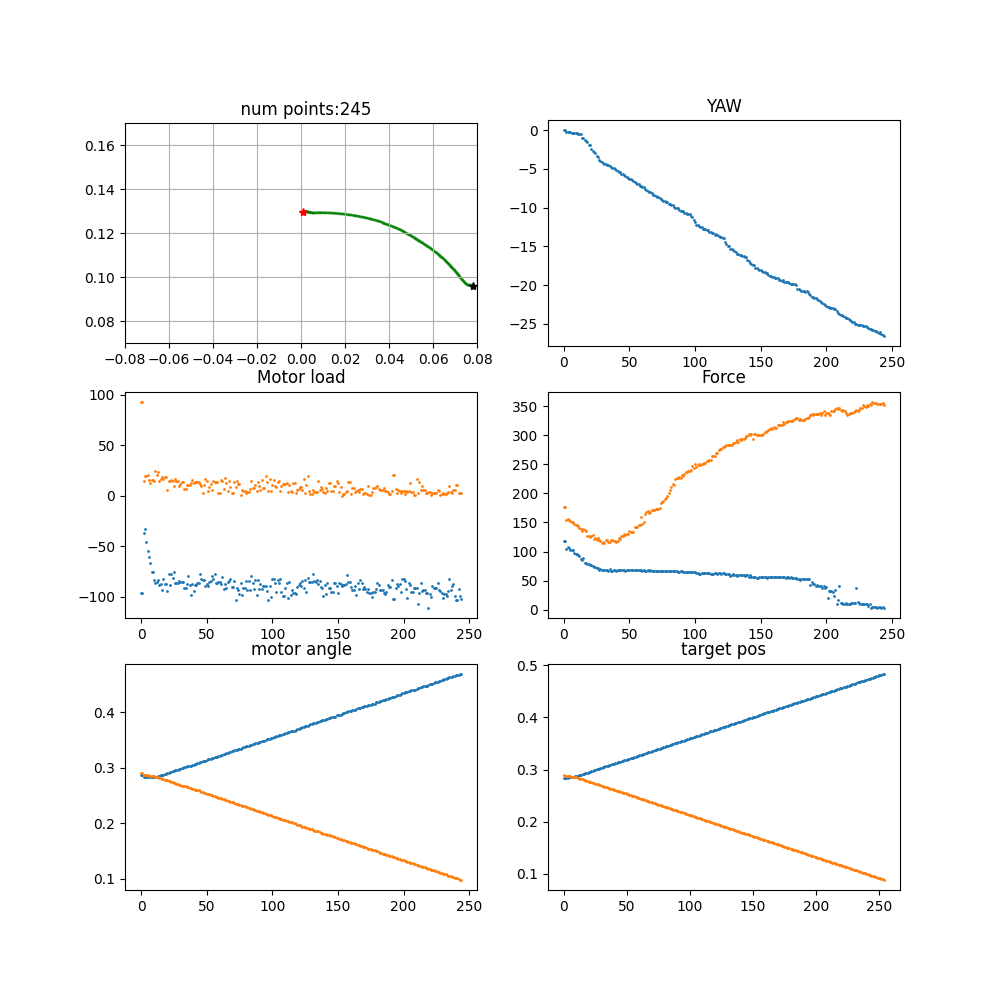 num points:245
0.16
0.14
0.12
0.10
0.08
−0.08 −0.06 −0.04 −0.02 0.00 0.02 0.04 0.06 0.08
YAW
0
−5
−10
−15
−20
−25
0 50 100 150 200 250
Motor load
100
50
0
−50
−100
0 50 100 150 200 250
Force
350
300
250
200
150
100
50
0
0 50 100 150 200 250
motor angle
0.4
0.3
0.2
0.1
0 50 100 150 200 250
target pos
0.5
0.4
0.3
0.2
0.1
0 50 100 150 200 250